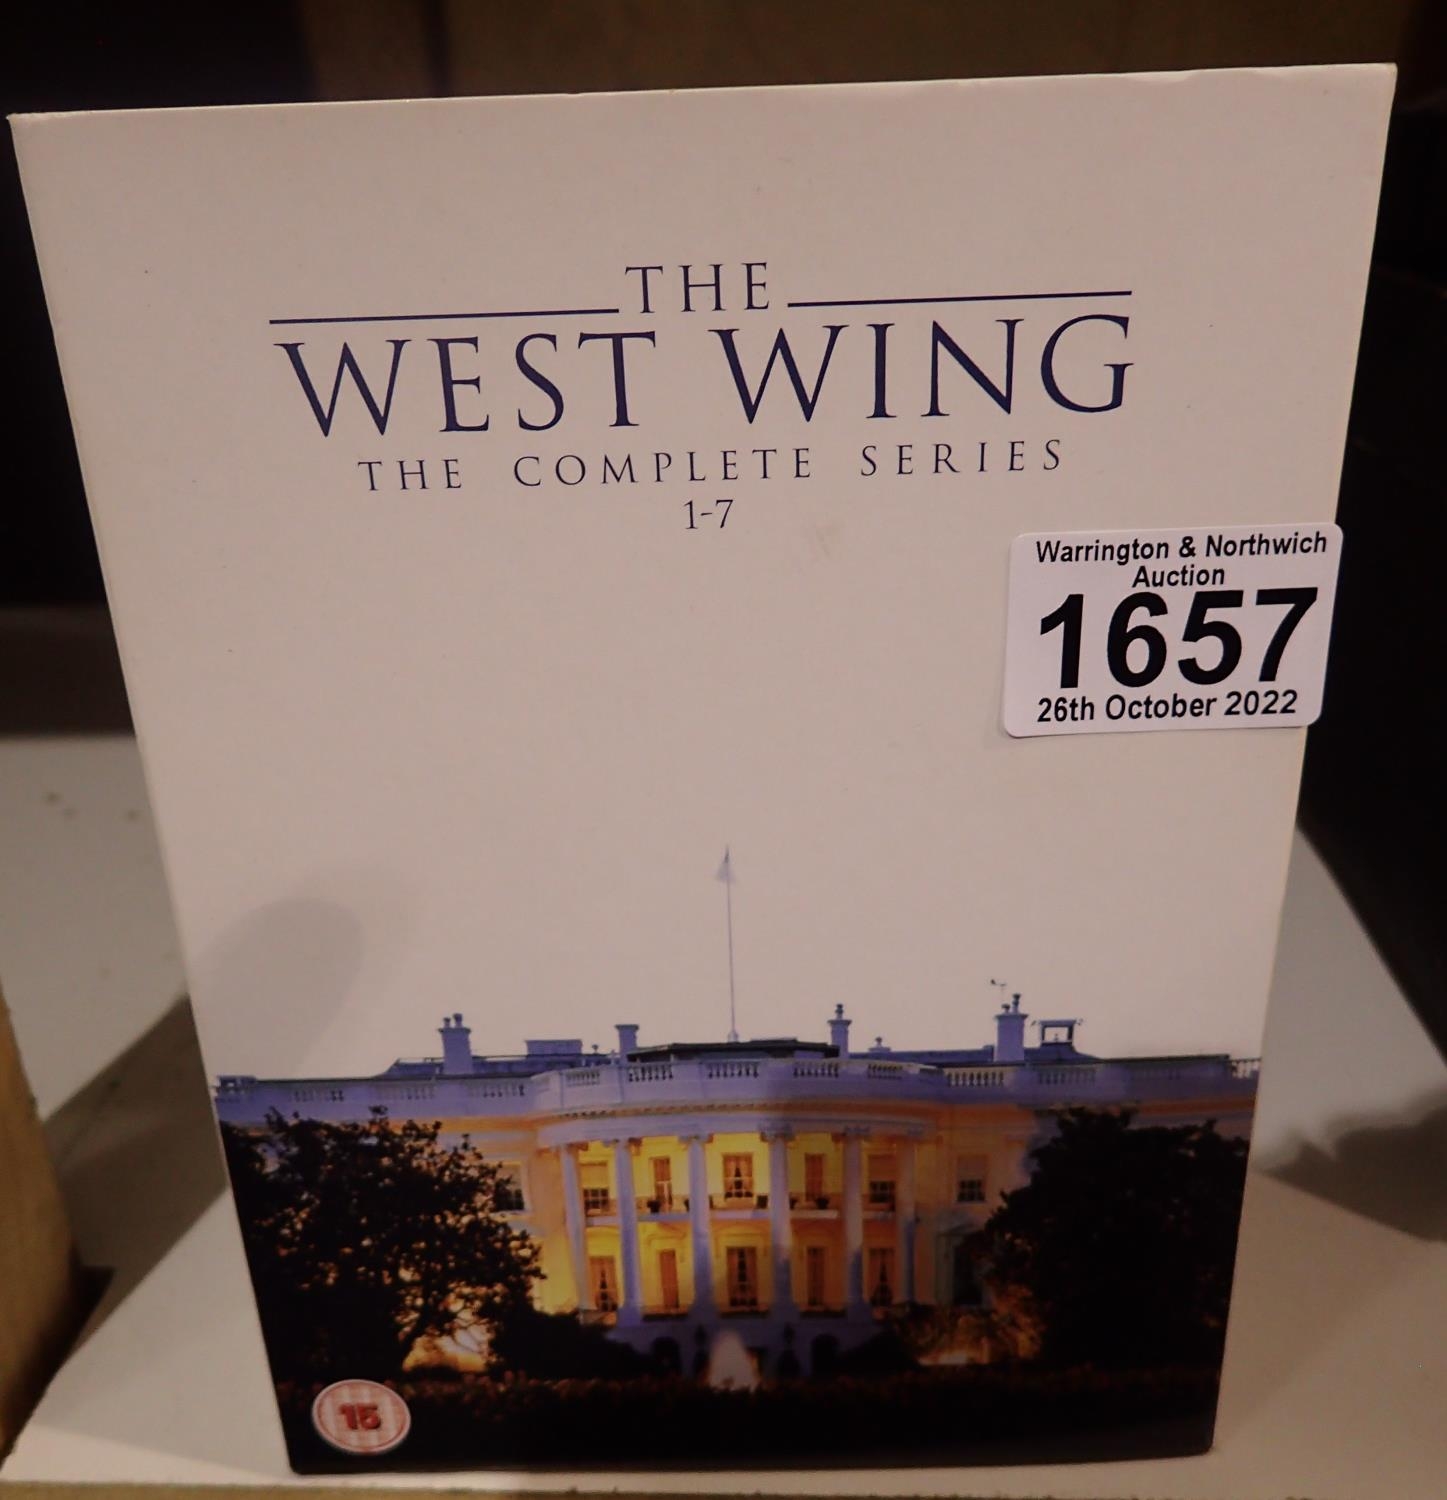 THE
WEST WING
THE COMPLETE SERIES
1-7
Warrington & Northwich
Auction
1657
26th October 2022
15